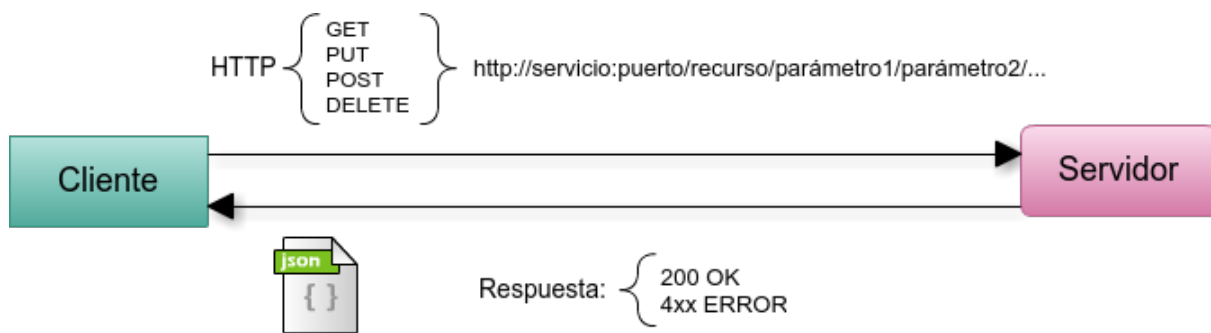 GET
PUT
HTTP
POST
DELETE
http://servicio:puerto/recurso/parámetro1/parámetro2/...
Cliente
Servidor
json
{ }
Respuesta:
200 OK
4xx ERROR